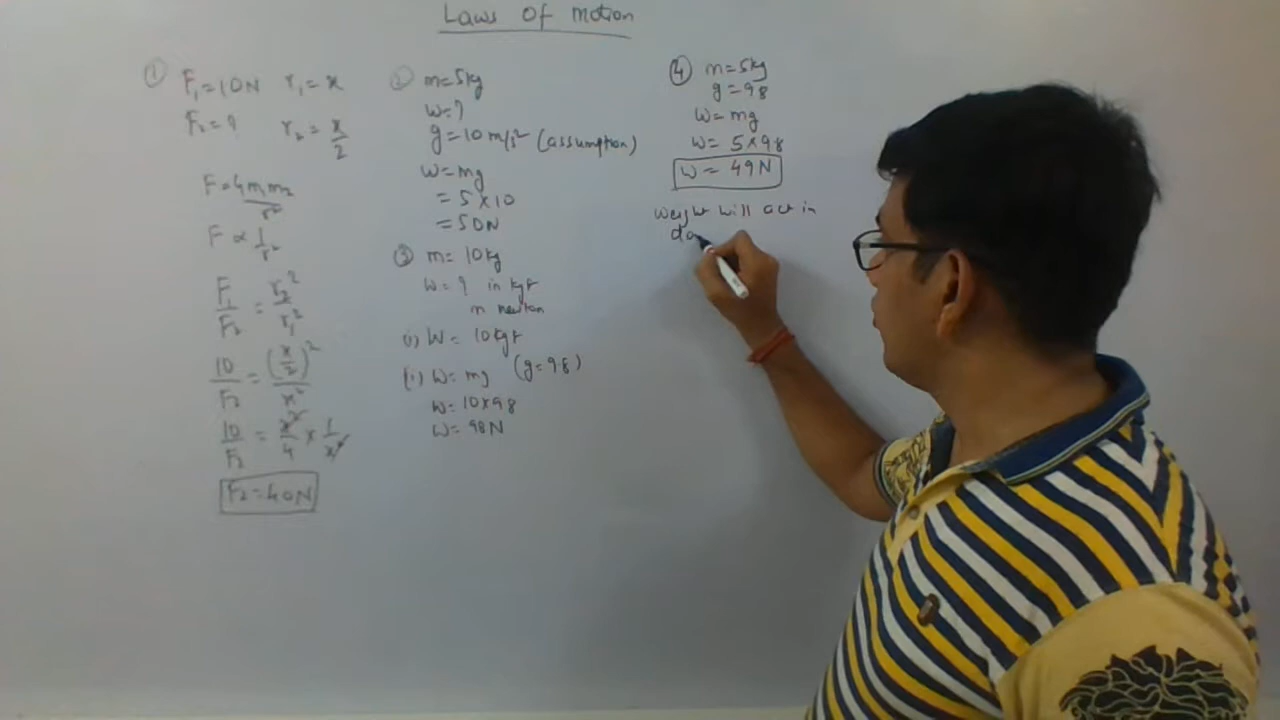 Laws Of Motion
① F₁=10N r₁=x
F₂=? r₂=x/2
F=Gm₁m₂/r²
F ∝ 1/r²
F₁/F₂ = r₂²/r₁²
10/F₂ = (x/2)²/x²
10/F₂ = x²/4 × 1/x²
F₂=40N
② m=5kg
W=?
g=10 m/s² (assumption)
W=mg
= 5×10
= 50N
③ m= 10kg
W=? in kgf
in newton
(i) W= 10kgf
(g=9.8)
(ii) W= mg
W=10×9.8
W=98N
④ m=5kg
g=9.8
W=mg
W= 5×9.8
W= 49N
Weight will act in
do